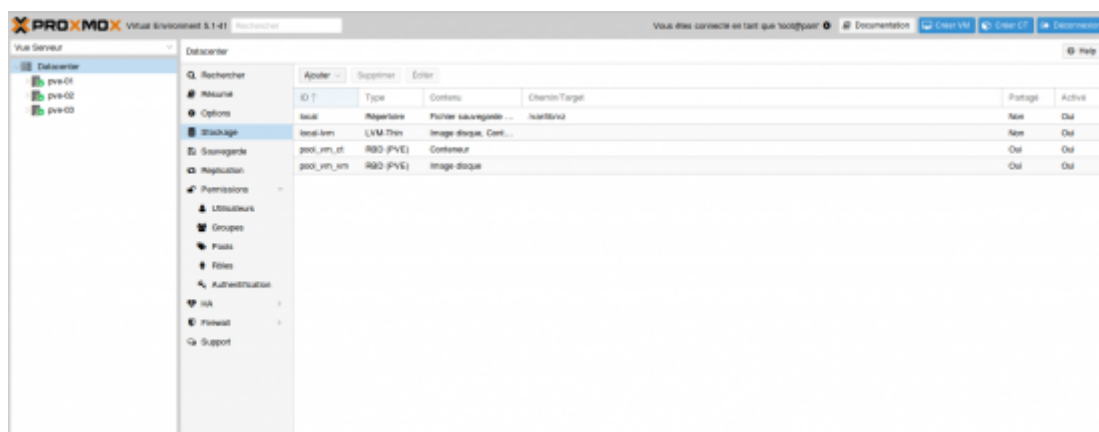 PROXMOX Virtual Environment 5.1-41 Rechercher Vous êtes connecté en tant que 'root@pam' Documentation Créer VM Créer CT Déconnexion
Vue Serveur
Datacenter
pve-01
pve-02
pve-03
Datacenter Help
Rechercher
Résumé
Options
Stockage
Sauvegarde
Réplication
Permissions
Utilisateurs
Groupes
Pools
Rôles
Authentification
HA
Firewall
Support
Ajouter Supprimer Éditer
ID Type Contenu Chemin/Target Partagé Activé
local Répertoire Fichier sauvegarde ... /var/lib/vz Non Oui
local-lvm LVM-Thin Image disque, Cont... Non Oui
pool_vm_ct RBD (PVE) Conteneur Oui Oui
pool_vm_vm RBD (PVE) Image disque Oui Oui